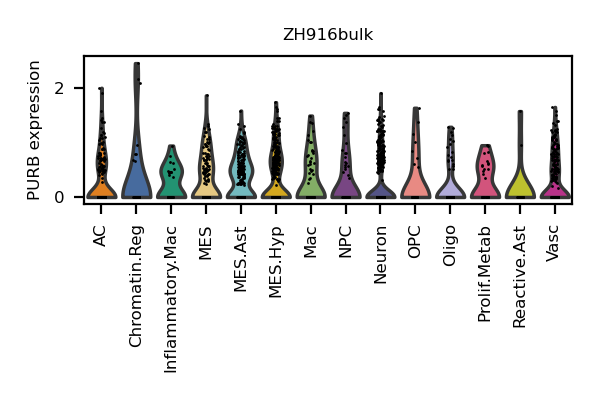 ZH916bulk
PURB expression
2
0
AC
Chromatin.Reg
Inflammatory.Mac
MES
MES.Ast
MES.Hyp
Mac
NPC
Neuron
OPC
Oligo
Prolif.Metab
Reactive.Ast
Vasc